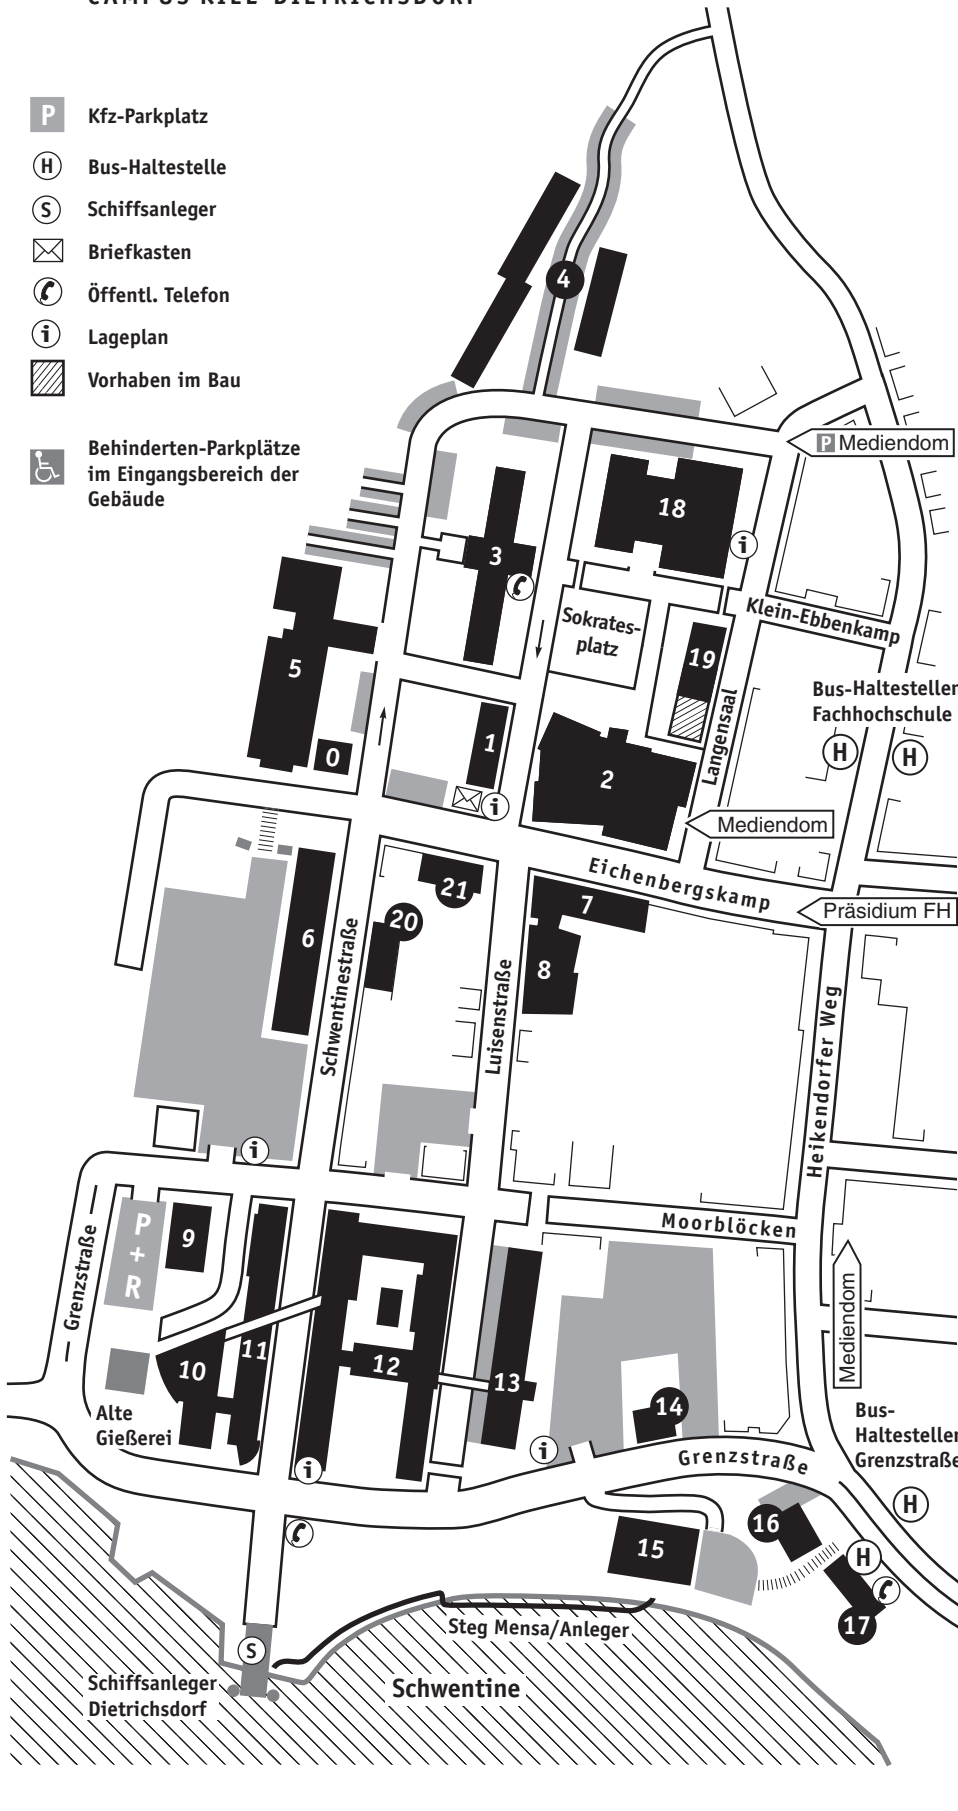 CAMPUS KIEL-DIETRICHSDORF
P Kfz-Parkplatz
H Bus-Haltestelle
S Schiffsanleger
Briefkasten
Öffentl. Telefon
i Lageplan
Vorhaben im Bau
Behinderten-Parkplätze
im Eingangsbereich der
Gebäude
4
P Mediendom
18
i
3
Klein-Ebbenkamp
Sokrates-
platz
19
5
Bus-Haltestellen
Fachhochschule
Langensaal
H
H
0
1
2
i
Mediendom
Eichenbergskamp
21
7
20
Präsidium FH
6
8
Schwentinestraße
Luisenstraße
Heikendorfer Weg
i
P
+
R
9
Moorblöcken
Grenzstraße
Mediendom
10
11
12
13
14
Alte
Gießerei
Bus-
Haltestellen
Grenzstraße
i
i
Grenzstraße
H
16
15
H
17
Steg Mensa/Anleger
S
Schiffsanleger
Dietrichsdorf
Schwentine